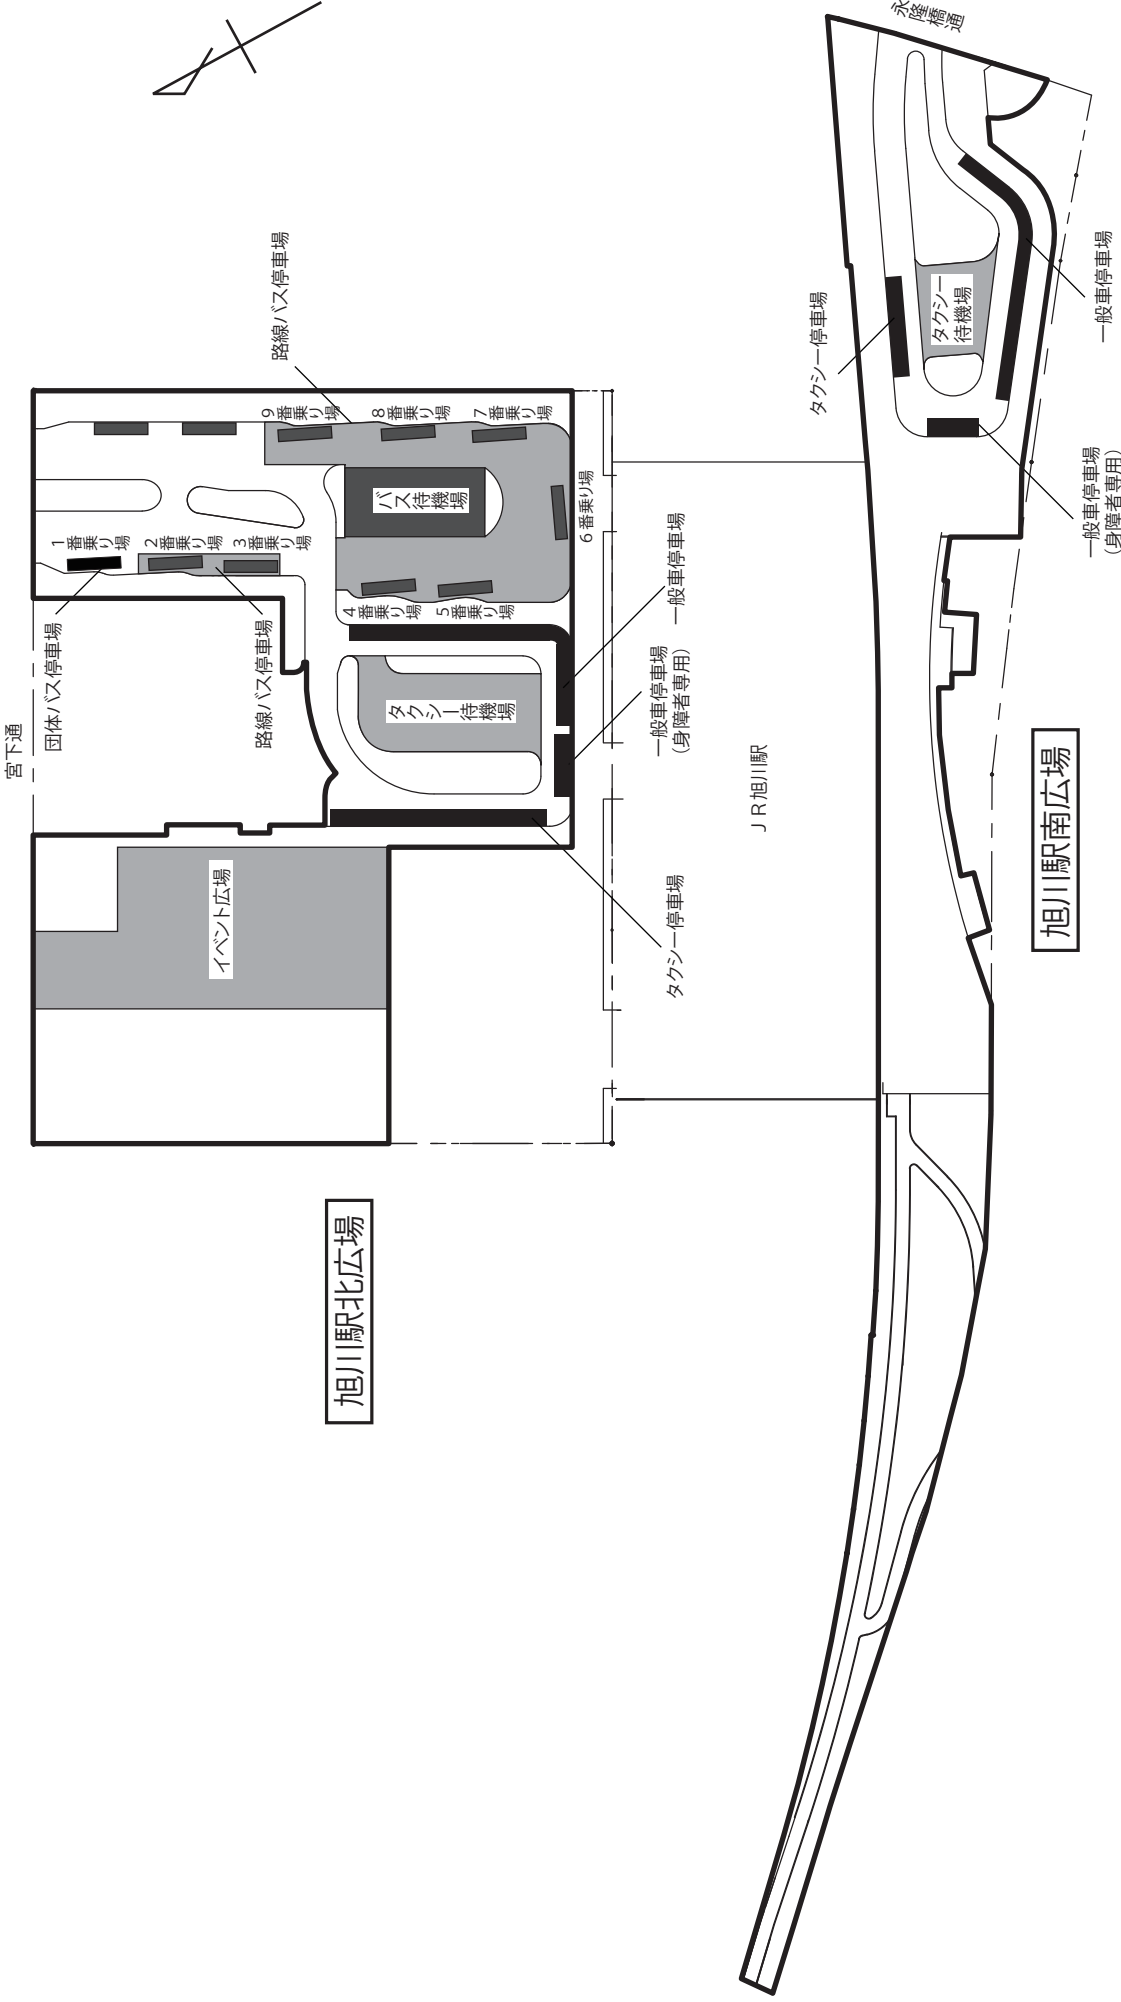 宮下通
団体バス停車場
路線バス停車場
路線バス停車場
1
番乗り場
2
番乗り場
3
番乗り場
9
番乗り場
8
番乗り場
7
番乗り場
バス
待機場
6番乗り場
4
番乗り場
5
番乗り場
一般車停車場
一般車停車場
(身障者専用)
タクシー待機場
タクシー停車場
イベント広場
旭川駅北広場
JR旭川駅
永隆橋通
タクシー停車場
タクシー
待機場
一般車停車場
一般車停車場
(身障者専用)
旭川駅南広場